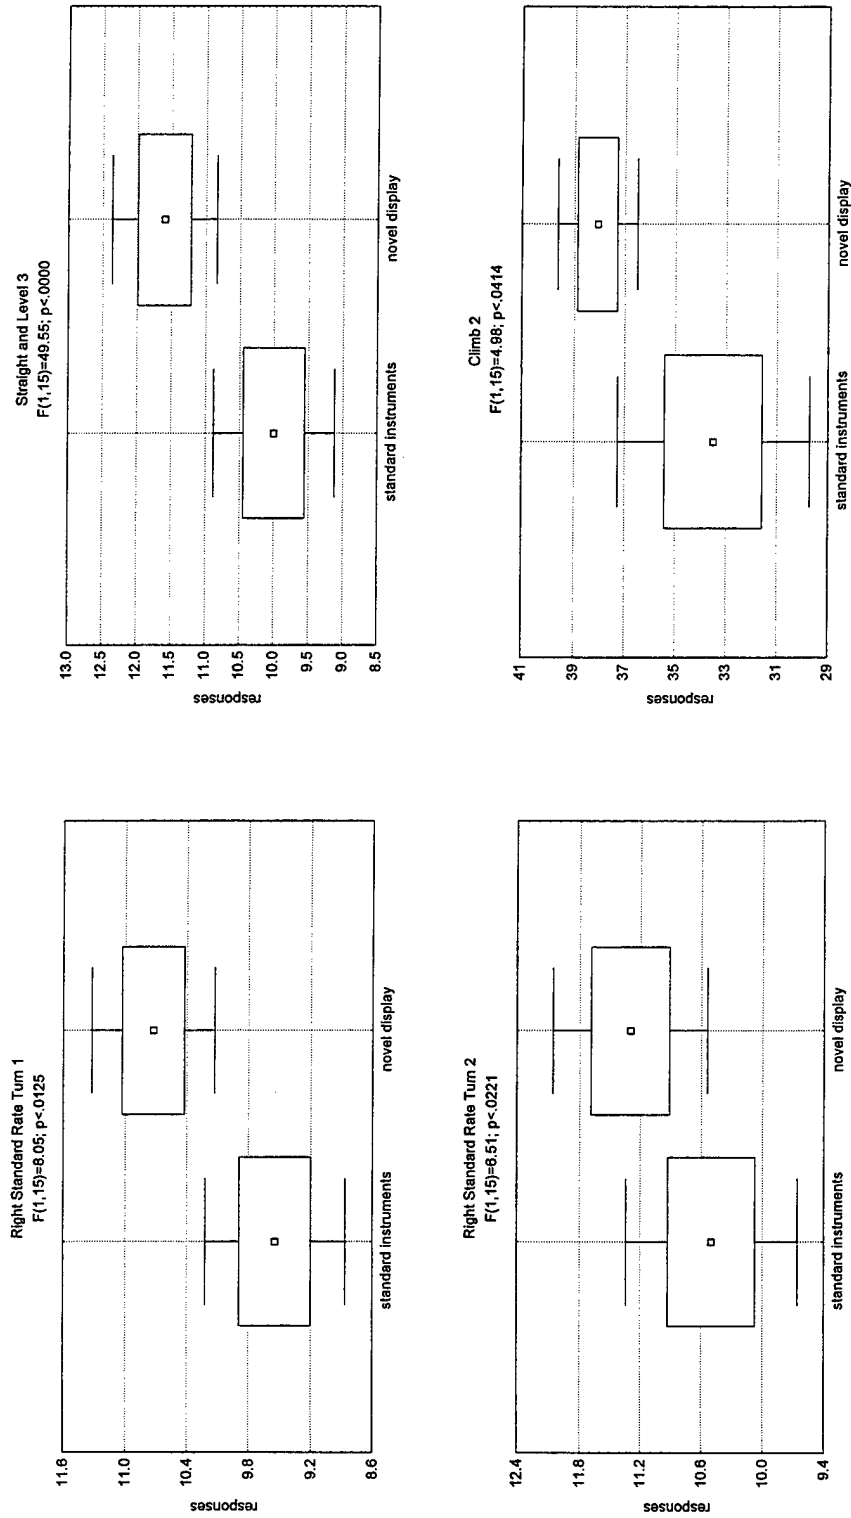 Right Standard Rate Turn 1
F(1,15)=8.05; p<.0125
11.6
11.0
10.4
9.8
9.2
8.6
responses
standard instruments
novel display
Straight and Level 3
F(1,15)=49.55; p<.0000
13.0
12.5
12.0
11.5
11.0
10.5
10.0
9.5
9.0
8.5
responses
standard instruments
novel display
Right Standard Rate Turn 2
F(1,15)=6.51; p<.0221
12.4
11.8
11.2
10.6
10.0
9.4
responses
standard instruments
novel display
Climb 2
F(1,15)=4.98; p<.0414
41
39
37
35
33
31
29
responses
standard instruments
novel display